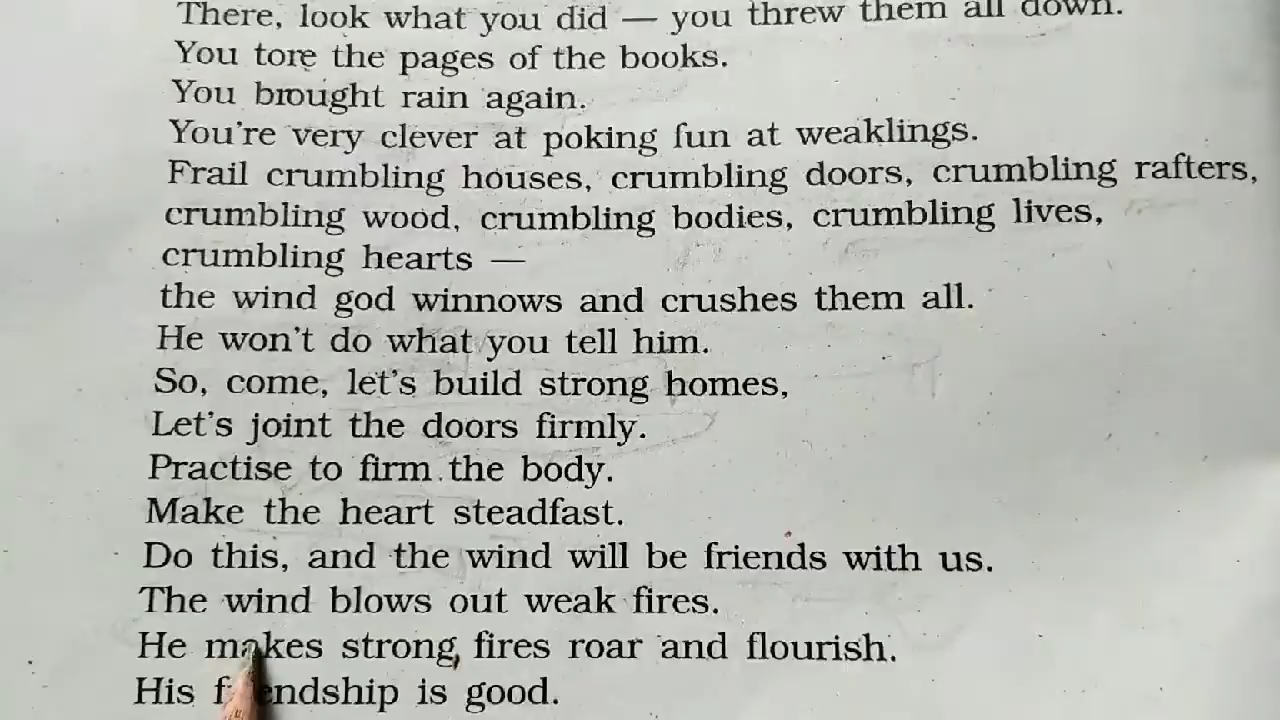 There, look what you did — you threw them all down.
You tore the pages of the books.
You brought rain again.
You're very clever at poking fun at weaklings.
Frail crumbling houses, crumbling doors, crumbling rafters,
crumbling wood, crumbling bodies, crumbling lives,
crumbling hearts —
the wind god winnows and crushes them all.
He won't do what you tell him.
So, come, let's build strong homes,
Let's joint the doors firmly.
Practise to firm the body.
Make the heart steadfast.
Do this, and the wind will be friends with us.
The wind blows out weak fires.
He makes strong fires roar and flourish.
His friendship is good.